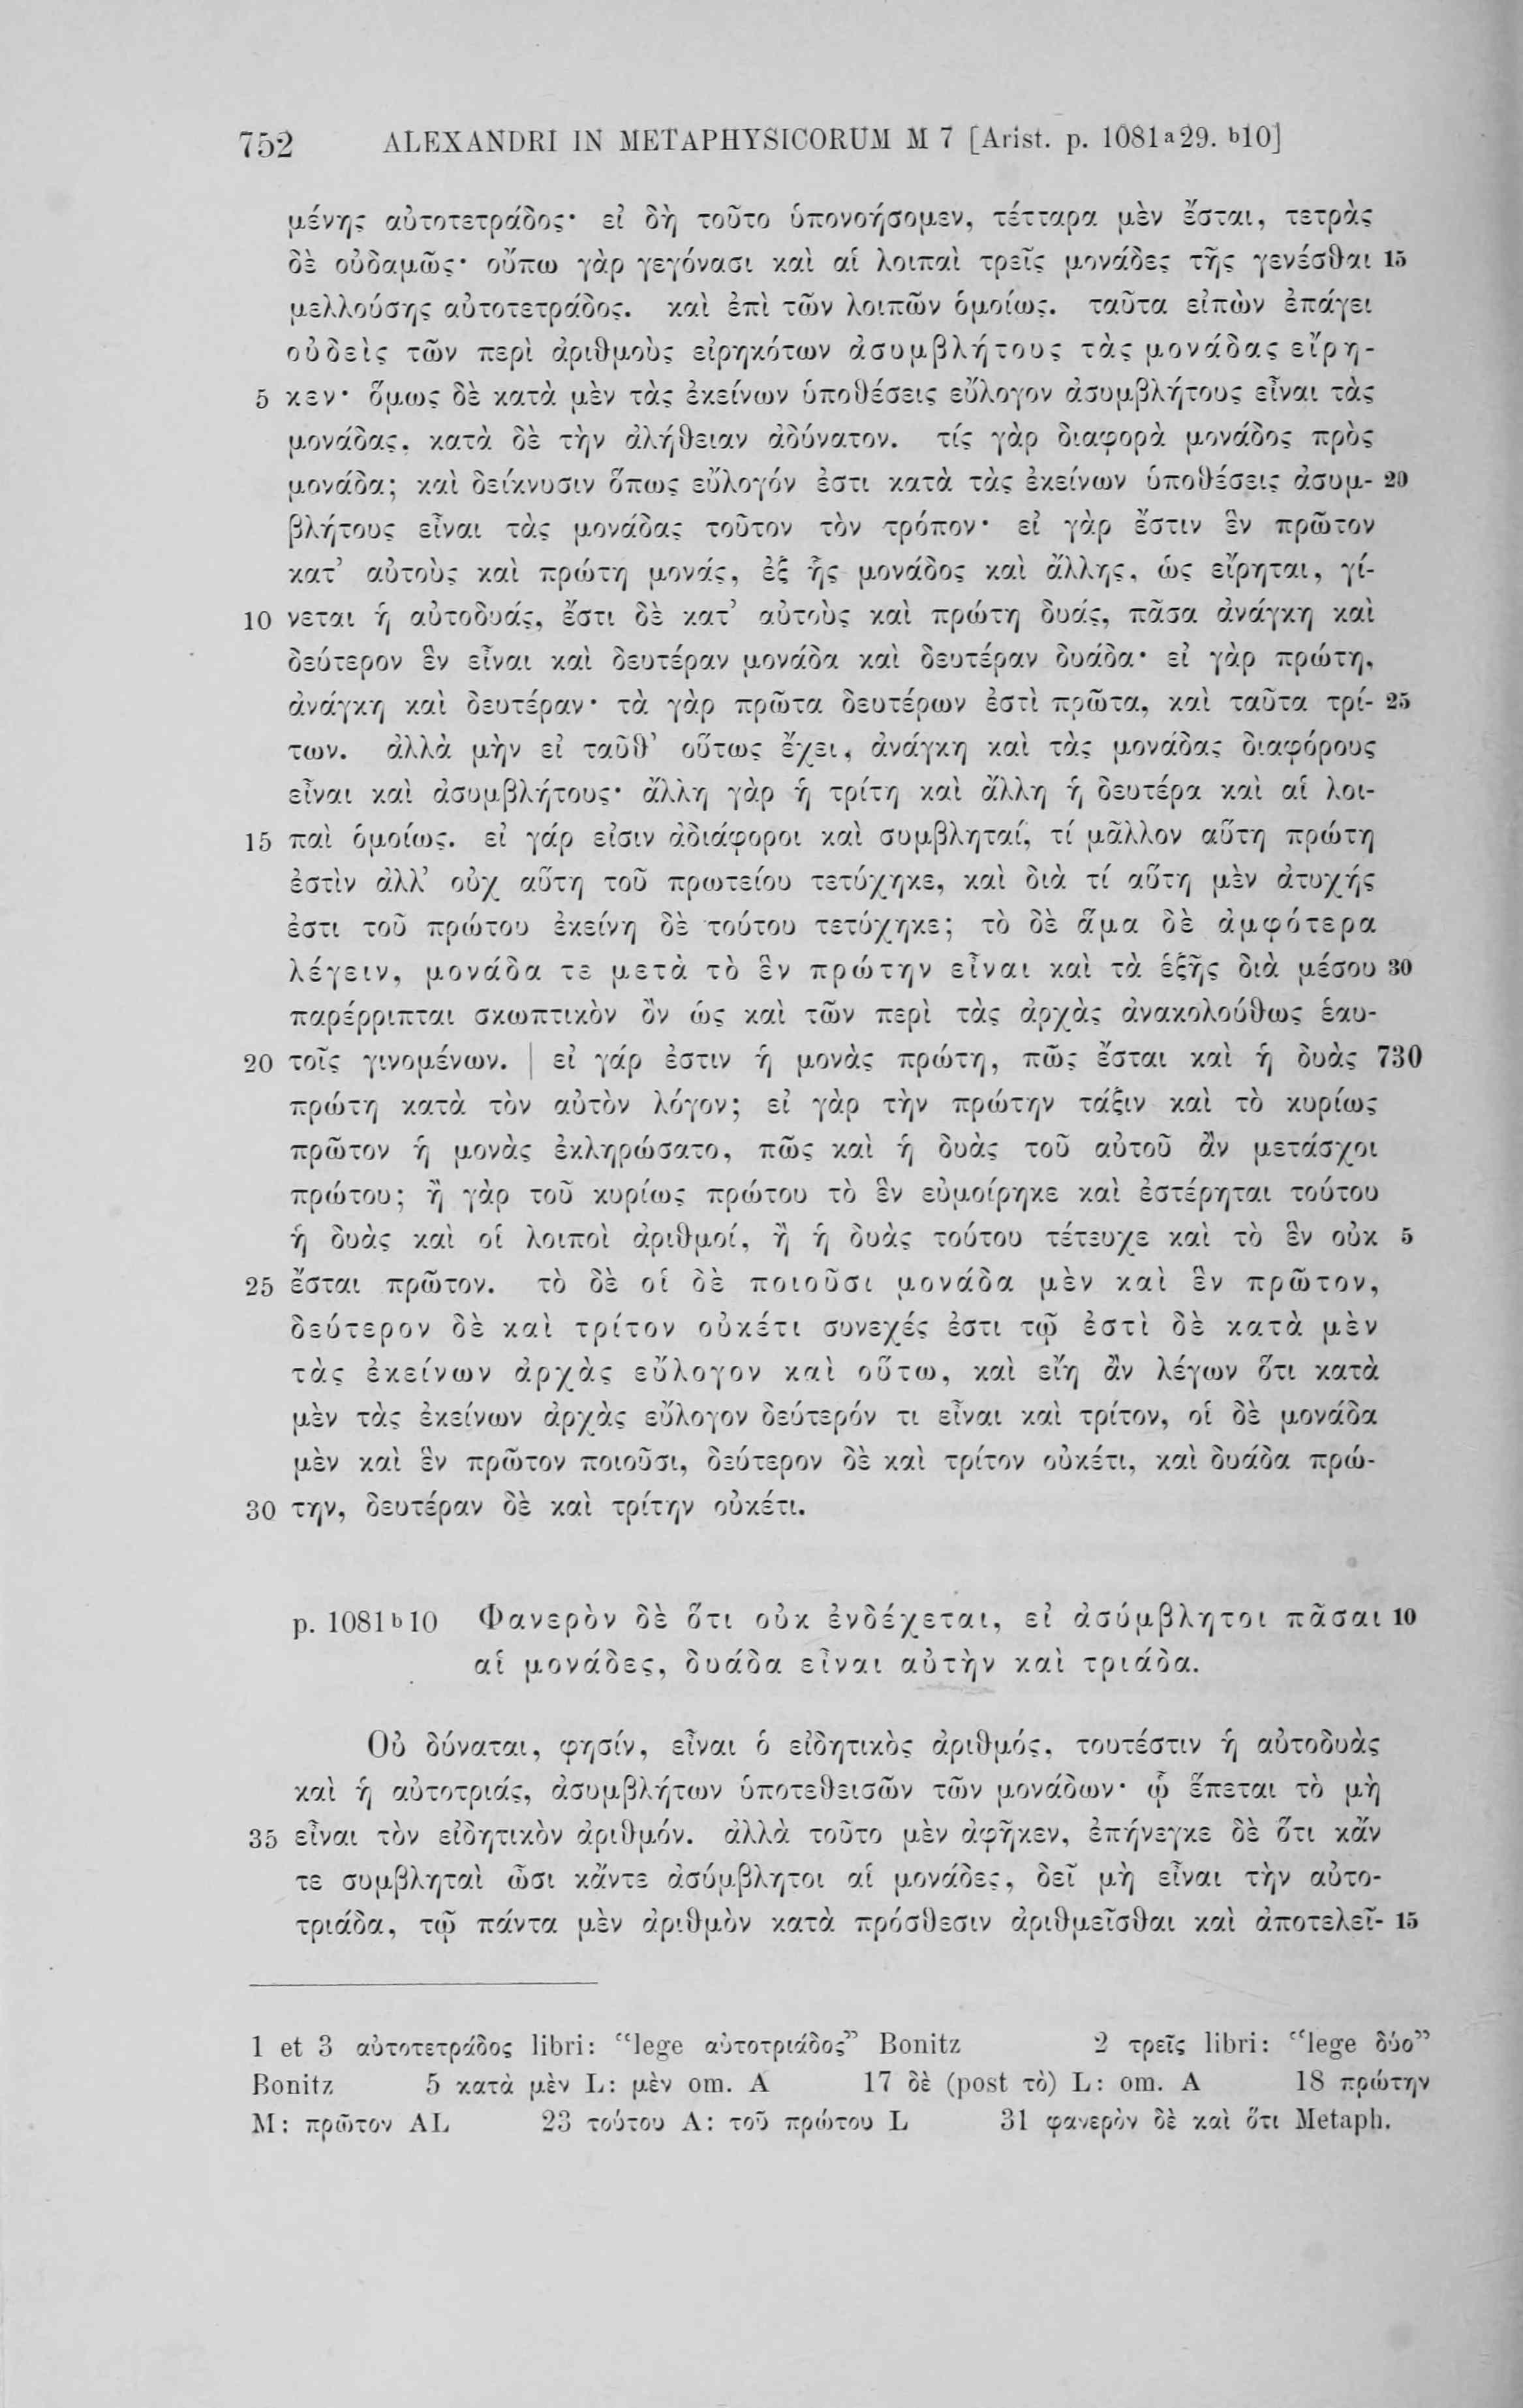 752 ALEXANDRI IN METAPHYSICORUM M 7 [Arist. p. 1081a29. b10]
μένης αὐτοτετράδος· εἰ δὴ τοῦτο ὑπονοήσομεν, τέτταρα μὲν ἔσται, τετρὰς
δὲ οὐδαμῶς· οὔπω γὰρ γεγόνασι καὶ αἱ λοιπαὶ τρεῖς μονάδες τῆς γενέσθαι 15
μελλούσης αὐτοτετράδος. καὶ ἐπὶ τῶν λοιπῶν ὁμοίως. ταῦτα εἰπὼν ἐπάγει
οὐδεὶς τῶν περὶ ἀριθμοὺς εἰρηκότων ἀσυμβλήτους τὰς μονάδας εἴρη-
5 κεν· ὅμως δὲ κατὰ μὲν τὰς ἐκείνων ὑποθέσεις εὔλογον ἀσυμβλήτους εἶναι τὰς
μονάδας, κατὰ δὲ τὴν ἀλήθειαν ἀδύνατον. τίς γὰρ διαφορὰ μονάδος πρὸς
μονάδα; καὶ δείκνυσιν ὅπως εὔλογόν ἐστι κατὰ τὰς ἐκείνων ὑποθέσεις ἀσυμ- 20
βλήτους εἶναι τὰς μονάδας τοῦτον τὸν τρόπον· εἰ γὰρ ἔστιν ἓν πρῶτον
κατ’ αὐτοὺς καὶ πρώτη μονάς, ἐξ ἧς μονάδος καὶ ἄλλης, ὡς εἴρηται, γί-
10 νεται ἡ αὐτοδυάς, ἔστι δὲ κατ’ αὐτοὺς καὶ πρώτη δυάς, πᾶσα ἀνάγκη καὶ
δεύτερον ἓν εἶναι καὶ δευτέραν μονάδα καὶ δευτέραν δυάδα· εἰ γὰρ πρώτη,
ἀνάγκη καὶ δευτέραν· τὰ γὰρ πρῶτα δευτέρων ἐστὶ πρῶτα, καὶ ταῦτα τρί- 25
των. ἀλλὰ μὴν εἰ ταῦθ’ οὕτως ἔχει, ἀνάγκη καὶ τὰς μονάδας διαφόρους
εἶναι καὶ ἀσυμβλήτους· ἄλλη γὰρ ἡ τρίτη καὶ ἄλλη ἡ δευτέρα καὶ αἱ λοι-
15 παὶ ὁμοίως. εἰ γάρ εἰσιν ἀδιάφοροι καὶ συμβληταί, τί μᾶλλον αὕτη πρώτη
ἐστὶν ἀλλ’ οὐχ αὕτη τοῦ πρωτείου τετύχηκε, καὶ διὰ τί αὕτη μὲν ἀτυχής
ἐστι τοῦ πρώτου ἐκείνη δὲ τούτου τετύχηκε; τὸ δὲ ἅμα δὲ ἀμφότερα
λέγειν, μονάδα τε μετὰ τὸ ἓν πρώτην εἶναι καὶ τὰ ἑξῆς διὰ μέσου 30
παρέρριπται σκωπτικὸν ὂν ὡς καὶ τῶν περὶ τὰς ἀρχὰς ἀνακολούθως ἑαυ-
20 τοῖς γινομένων. | εἰ γάρ ἐστιν ἡ μονὰς πρώτη, πῶς ἔσται καὶ ἡ δυὰς 730
πρώτη κατὰ τὸν αὐτὸν λόγον; εἰ γὰρ τὴν πρώτην τάξιν καὶ τὸ κυρίως
πρῶτον ἡ μονὰς ἐκληρώσατο, πῶς καὶ ἡ δυὰς τοῦ αὐτοῦ ἂν μετάσχοι
πρώτου; ἢ γὰρ τοῦ κυρίως πρώτου τὸ ἓν εὐμοίρηκε καὶ ἐστέρηται τούτου
ἡ δυὰς καὶ οἱ λοιποὶ ἀριθμοί, ἢ ἡ δυὰς τούτου τέτευχε καὶ τὸ ἓν οὐκ 5
25 ἔσται πρῶτον. τὸ δὲ οἱ δὲ ποιοῦσι μονάδα μὲν καὶ ἓν πρῶτον,
δεύτερον δὲ καὶ τρίτον οὐκέτι συνεχές ἐστι τῷ ἐστὶ δὲ κατὰ μὲν
τὰς ἐκείνων ἀρχὰς εὔλογον καὶ οὕτω, καὶ εἴη ἂν λέγων ὅτι κατὰ
μὲν τὰς ἐκείνων ἀρχὰς εὔλογον δεύτερόν τι εἶναι καὶ τρίτον, οἱ δὲ μονάδα
μὲν καὶ ἓν πρῶτον ποιοῦσι, δεύτερον δὲ καὶ τρίτον οὐκέτι, καὶ δυάδα πρώ-
30 την, δευτέραν δὲ καὶ τρίτην οὐκέτι.
p. 1081b10 Φανερὸν δὲ ὅτι οὐκ ἐνδέχεται, εἰ ἀσύμβλητοι πᾶσαι 10
αἱ μονάδες, δυάδα εἶναι αὐτὴν καὶ τριάδα.
Οὐ δύναται, φησίν, εἶναι ὁ εἰδητικὸς ἀριθμός, τουτέστιν ἡ αὐτοδυὰς
καὶ ἡ αὐτοτριάς, ἀσυμβλήτων ὑποτεθεισῶν τῶν μονάδων· ᾧ ἕπεται τὸ μὴ
35 εἶναι τὸν εἰδητικὸν ἀριθμόν. ἀλλὰ τοῦτο μὲν ἀφῆκεν, ἐπήνεγκε δὲ ὅτι κἄν
τε συμβληταὶ ὦσι κἄντε ἀσύμβλητοι αἱ μονάδες, δεῖ μὴ εἶναι τὴν αὐτο-
τριάδα, τῷ πάντα μὲν ἀριθμὸν κατὰ πρόσθεσιν ἀριθμεῖσθαι καὶ ἀποτελεῖ- 15
1 et 3 αὐτοτετράδος libri: “lege αὐτοτριάδος” Bonitz 2 τρεῖς libri: “lege δύο”
Bonitz 5 κατὰ μὲν L: μὲν om. A 17 δὲ (post τὸ) L: om. A 18 πρώτην
M: πρῶτον AL 23 τούτου A: τοῦ πρώτου L 31 φανερὸν δὲ καὶ ὅτι Metaph.